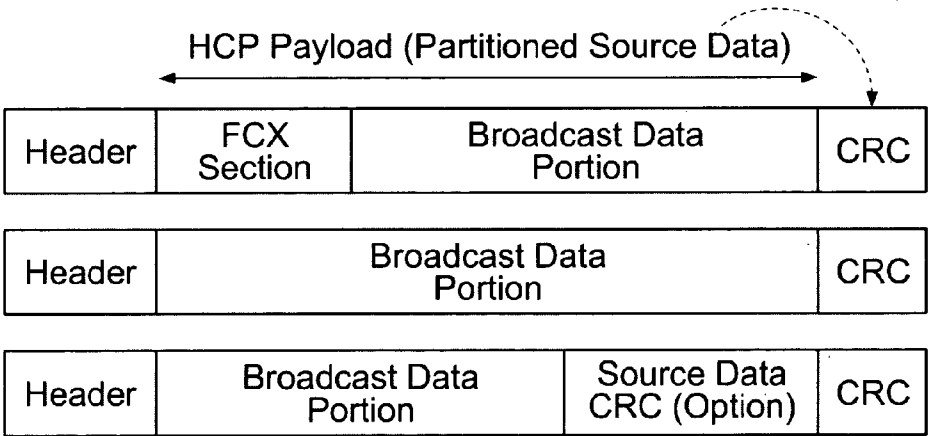 HCP Payload (Partitioned Source Data)
Header
FCX
Section
Broadcast Data
Portion
CRC
Header
Broadcast Data
Portion
CRC
Header
Broadcast Data
Portion
Source Data
CRC (Option)
CRC